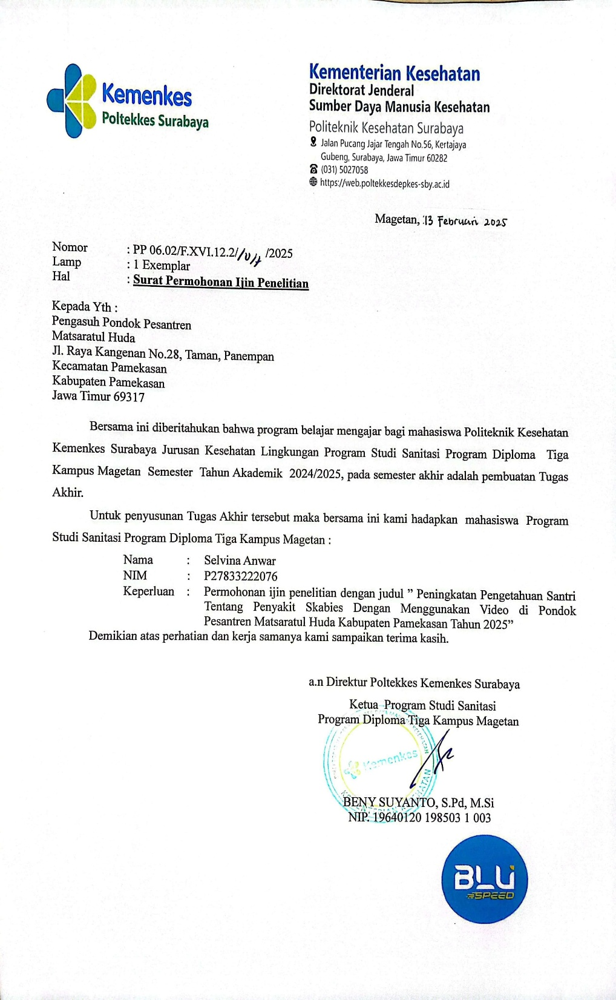 Kemenkes
Poltekkes Surabaya
Kementerian Kesehatan
Direktorat Jenderal
Sumber Daya Manusia Kesehatan
Politeknik Kesehatan Surabaya
Jalan Pucang Jajar Tengah No.56, Kertajaya
Gubeng, Surabaya, Jawa Timur 60282
(031) 5027058
https://web.poltekkesdepkes-sby.ac.id
Magetan, 13 Februari 2025
Nomor : PP 06.02/F.XVI.12.2/ /2025
Lamp : 1 Exemplar
Hal : Surat Permohonan Ijin Penelitian
Kepada Yth :
Pengasuh Pondok Pesantren
Matsaratul Huda
Jl. Raya Kangenan No.28, Taman, Panempan
Kecamatan Pamekasan
Kabupaten Pamekasan
Jawa Timur 69317
Bersama ini diberitahukan bahwa program belajar mengajar bagi mahasiswa Politeknik Kesehatan
Kemenkes Surabaya Jurusan Kesehatan Lingkungan Program Studi Sanitasi Program Diploma Tiga
Kampus Magetan Semester Tahun Akademik 2024/2025, pada semester akhir adalah pembuatan Tugas
Akhir.
Untuk penyusunan Tugas Akhir tersebut maka bersama ini kami hadapkan mahasiswa Program
Studi Sanitasi Program Diploma Tiga Kampus Magetan :
Nama : Selvina Anwar
NIM : P27833222076
Keperluan : Permohonan ijin penelitian dengan judul ” Peningkatan Pengetahuan Santri
Tentang Penyakit Skabies Dengan Menggunakan Video di Pondok
Pesantren Matsaratul Huda Kabupaten Pamekasan Tahun 2025”
Demikian atas perhatian dan kerja samanya kami sampaikan terima kasih.
a.n Direktur Poltekkes Kemenkes Surabaya
Ketua Program Studi Sanitasi
Program Diploma Tiga Kampus Magetan
Kemenkes
KEMENTERIAN KESEHATAN
BENY SUYANTO, S.Pd, M.Si
NIP. 19640120 198503 1 003
BLU
SPEED